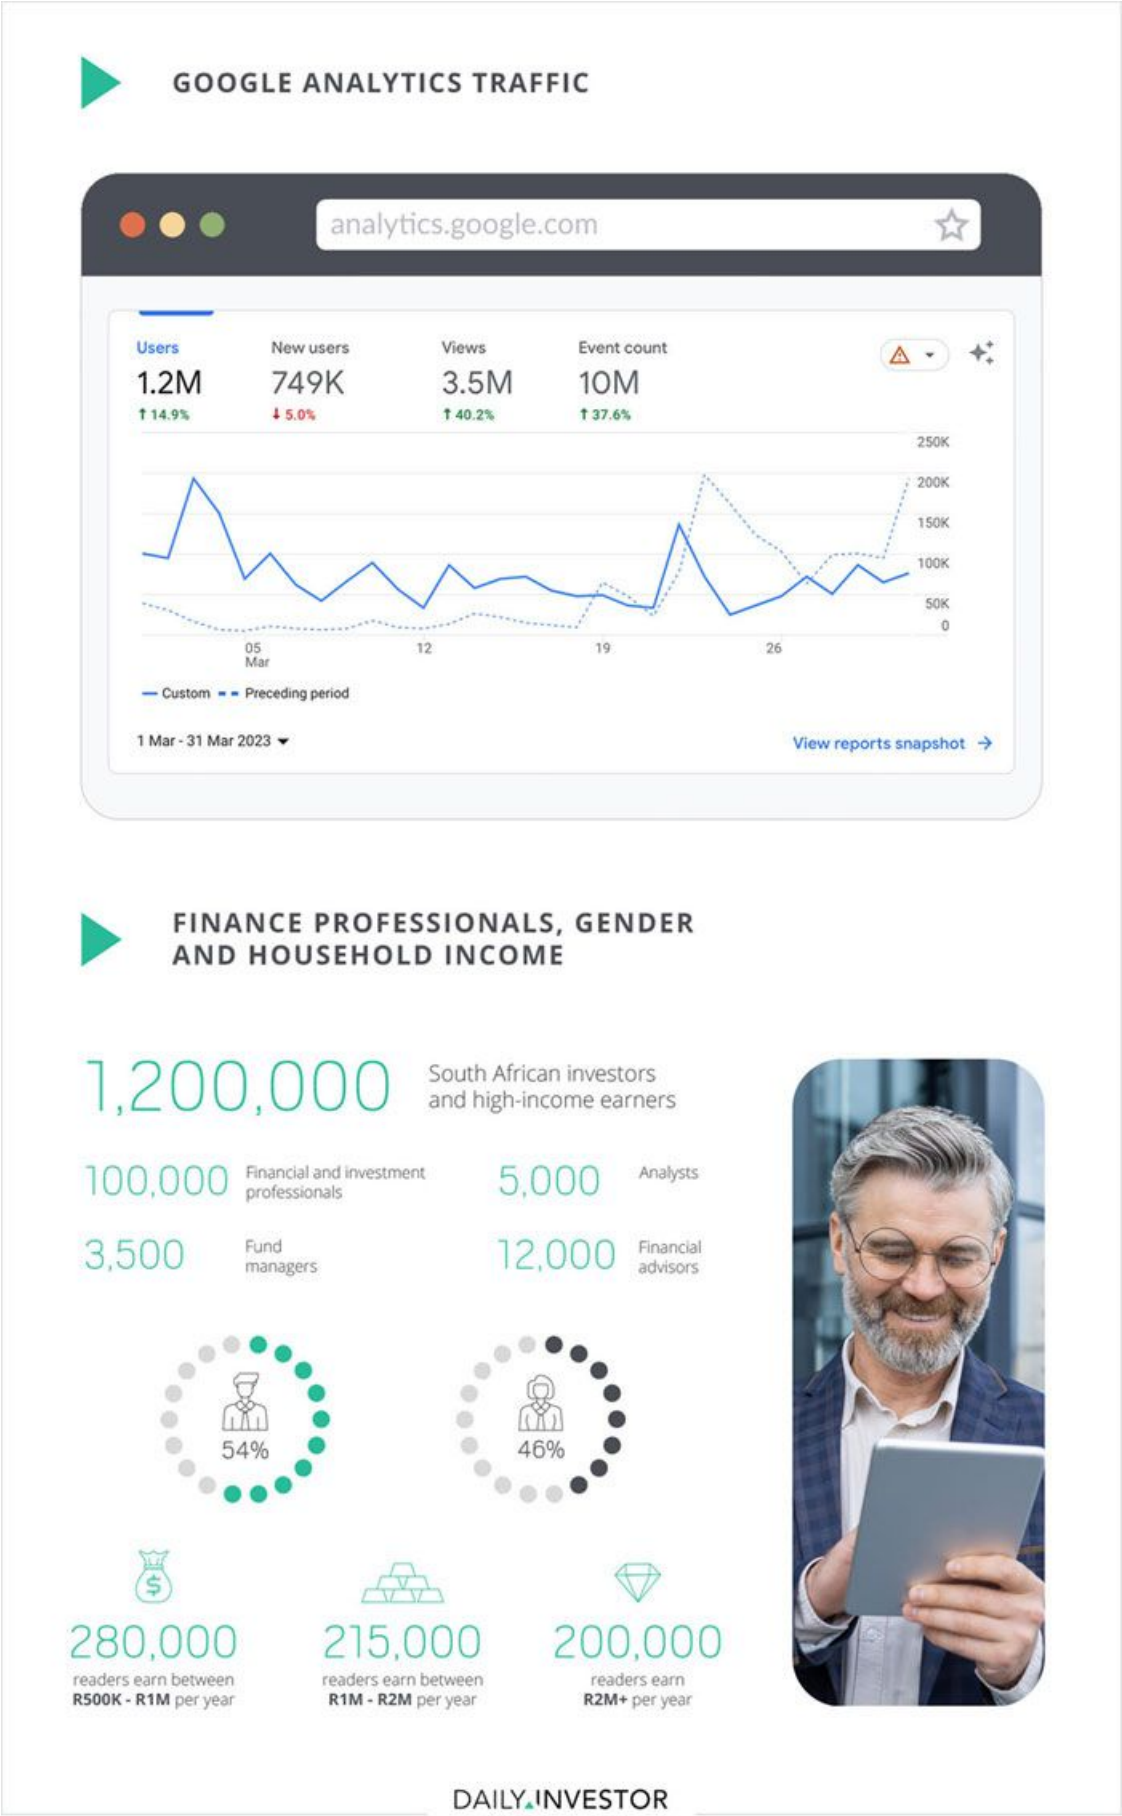 GOOGLE ANALYTICS TRAFFIC
analytics.google.com
Users
New users
Views
Event count
1.2M
749K
3.5M
10M
↑ 14.9%
↓ 5.0%
↑ 40.2%
↑ 37.6%
250K
200K
150K
100K
50K
0
05
Mar
12
19
26
Custom
Preceding period
1 Mar - 31 Mar 2023
View reports snapshot →
FINANCE PROFESSIONALS, GENDER
AND HOUSEHOLD INCOME
1,200,000
South African investors
and high-income earners
100,000
Financial and investment
professionals
5,000
Analysts
3,500
Fund
managers
12,000
Financial
advisors
54%
46%
$
280,000
readers earn between
R500K - R1M per year
215,000
readers earn between
R1M - R2M per year
200,000
readers earn
R2M+ per year
DAILY INVESTOR